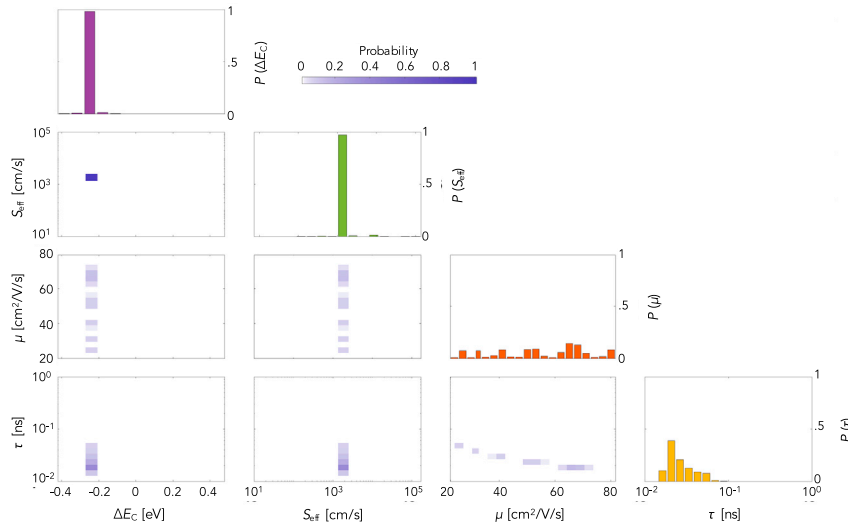 1
.5
0
P (ΔE_C)
Probability
0 0.2 0.4 0.6 0.8 1
10^5
10^3
10^1
S_eff [cm/s]
1
.5
0
P (S_eff)
80
60
40
20
μ [cm^2/V/s]
1
.5
0
P (μ)
10^0
10^-1
10^-2
τ [ns]
1
.5
0
P (τ)
-0.4 -0.2 0 0.2 0.4
ΔE_C [eV]
10^1 10^3 10^5
S_eff [cm/s]
20 40 60 80
μ [cm^2/V/s]
10^-2 10^-1 10^0
τ [ns]